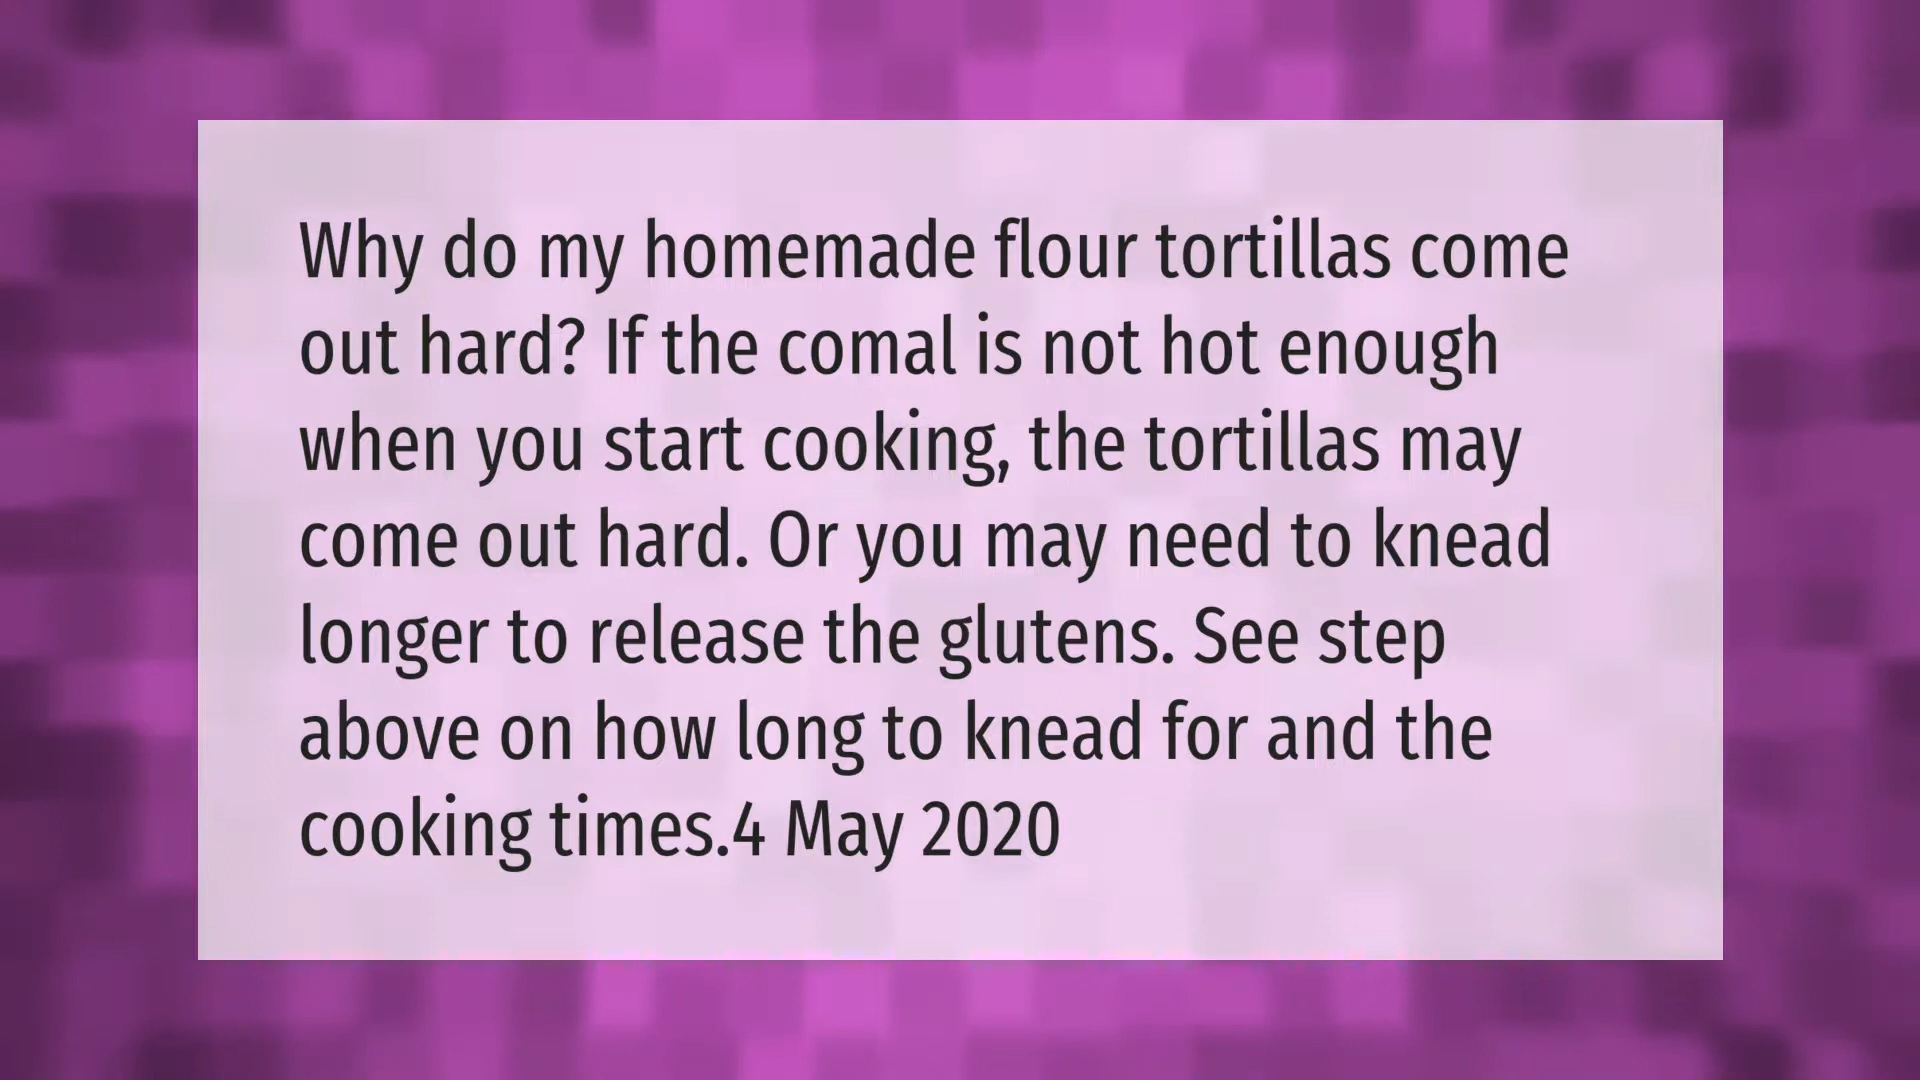 Why do my homemade flour tortillas come
out hard? If the comal is not hot enough
when you start cooking, the tortillas may
come out hard. Or you may need to knead
longer to release the glutens. See step
above on how long to knead for and the
cooking times.4 May 2020